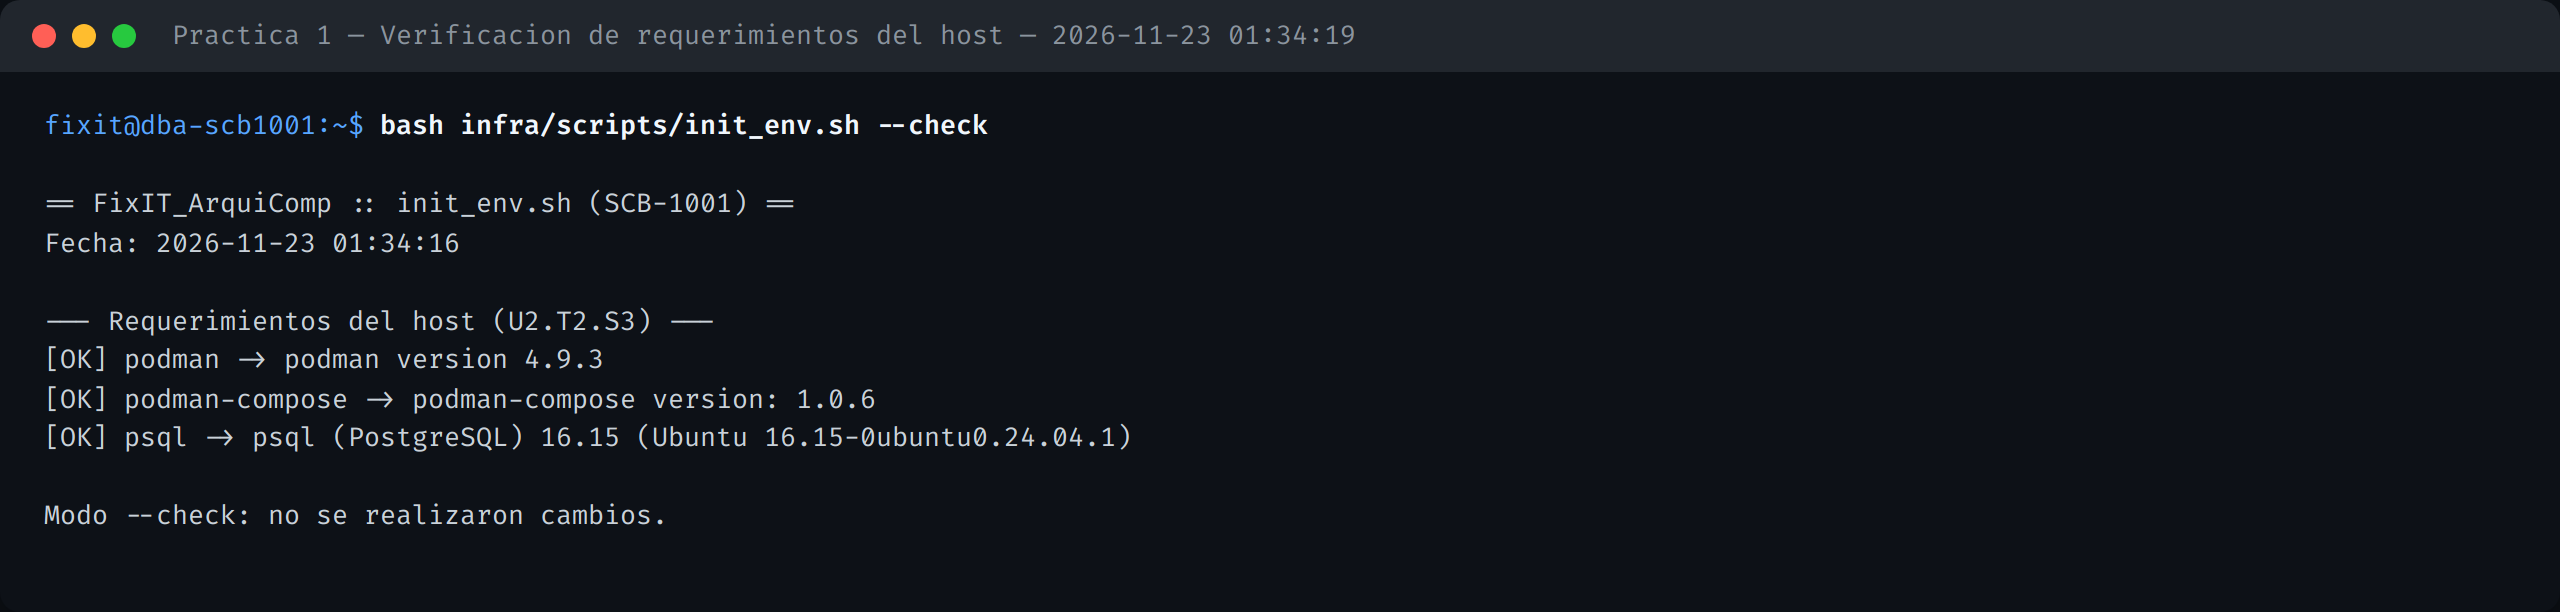 Practica 1 — Verificacion de requerimientos del host — 2026-11-23 01:34:19
fixit@dba-scb1001:~$ bash infra/scripts/init_env.sh --check
== FixIT_ArquiComp :: init_env.sh (SCB-1001) ==
Fecha: 2026-11-23 01:34:16
--- Requerimientos del host (U2.T2.S3) ---
[OK] podman -> podman version 4.9.3
[OK] podman-compose -> podman-compose version: 1.0.6
[OK] psql -> psql (PostgreSQL) 16.15 (Ubuntu 16.15-0ubuntu0.24.04.1)
Modo --check: no se realizaron cambios.